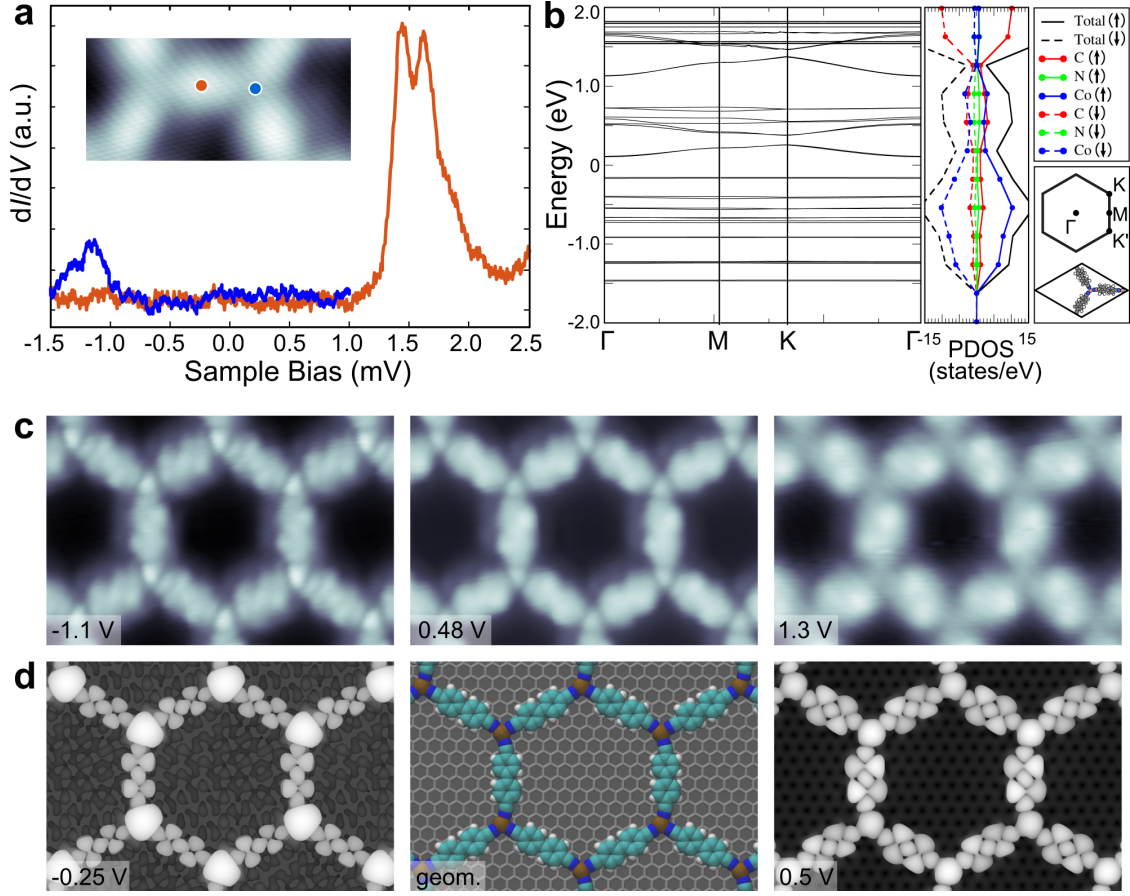 a
dI/dV (a.u.)
-1.5 -1.0 -0.5 0.0 0.5 1.0 1.5 2.0 2.5
Sample Bias (mV)
b
Energy (eV)
2.0
1.0
0
-1.0
-2.0
Γ M K Γ
-15 15
PDOS
(states/eV)
Total (↑)
Total (↓)
C (↑)
N (↑)
Co (↑)
C (↓)
N (↓)
Co (↓)
K
M
Γ
K'
c
-1.1 V
0.48 V
1.3 V
d
-0.25 V
geom.
0.5 V